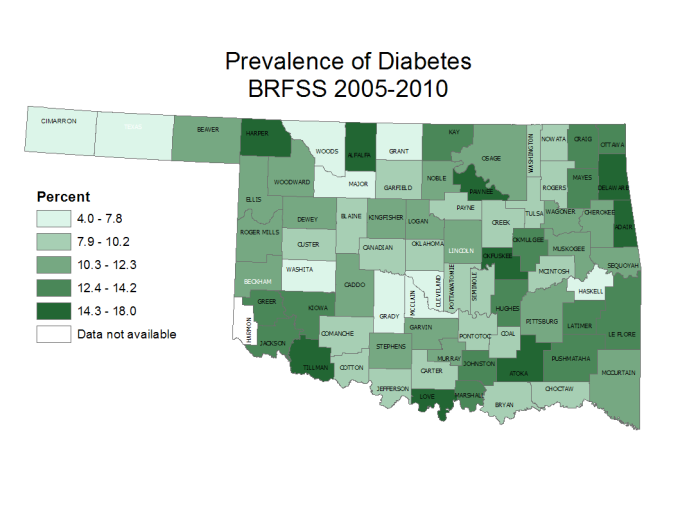 Prevalence of Diabetes
BRFSS 2005-2010
CIMARRON
TEXAS
BEAVER
HARPER
WOODS
ALFALFA
GRANT
KAY
OSAGE
WASHINGTON
NOWATA
CRAIG
OTTAWA
WOODWARD
MAJOR
GARFIELD
NOBLE
PAWNEE
ROGERS
MAYES
DELAWARE
ELLIS
DEWEY
BLAINE
KINGFISHER
LOGAN
PAYNE
CREEK
TULSA
WAGONER
CHEROKEE
ADAIR
ROGER MILLS
CUSTER
CANADIAN
OKLAHOMA
LINCOLN
OKMULGEE
MUSKOGEE
OKFUSKEE
SEQUOYAH
BECKHAM
WASHITA
CADDO
GRADY
MCCLAIN
CLEVELAND
POTTAWATOMIE
SEMINOLE
MCINTOSH
HASKELL
HARMON
GREER
KIOWA
HUGHES
PITTSBURG
LATIMER
LE FLORE
JACKSON
COMANCHE
GARVIN
PONTOTOC
COAL
STEPHENS
MURRAY
TILLMAN
COTTON
CARTER
JOHNSTON
ATOKA
PUSHMATAHA
MCCURTAIN
JEFFERSON
LOVE
MARSHALL
BRYAN
CHOCTAW
Percent
4.0 - 7.8
7.9 - 10.2
10.3 - 12.3
12.4 - 14.2
14.3 - 18.0
Data not available